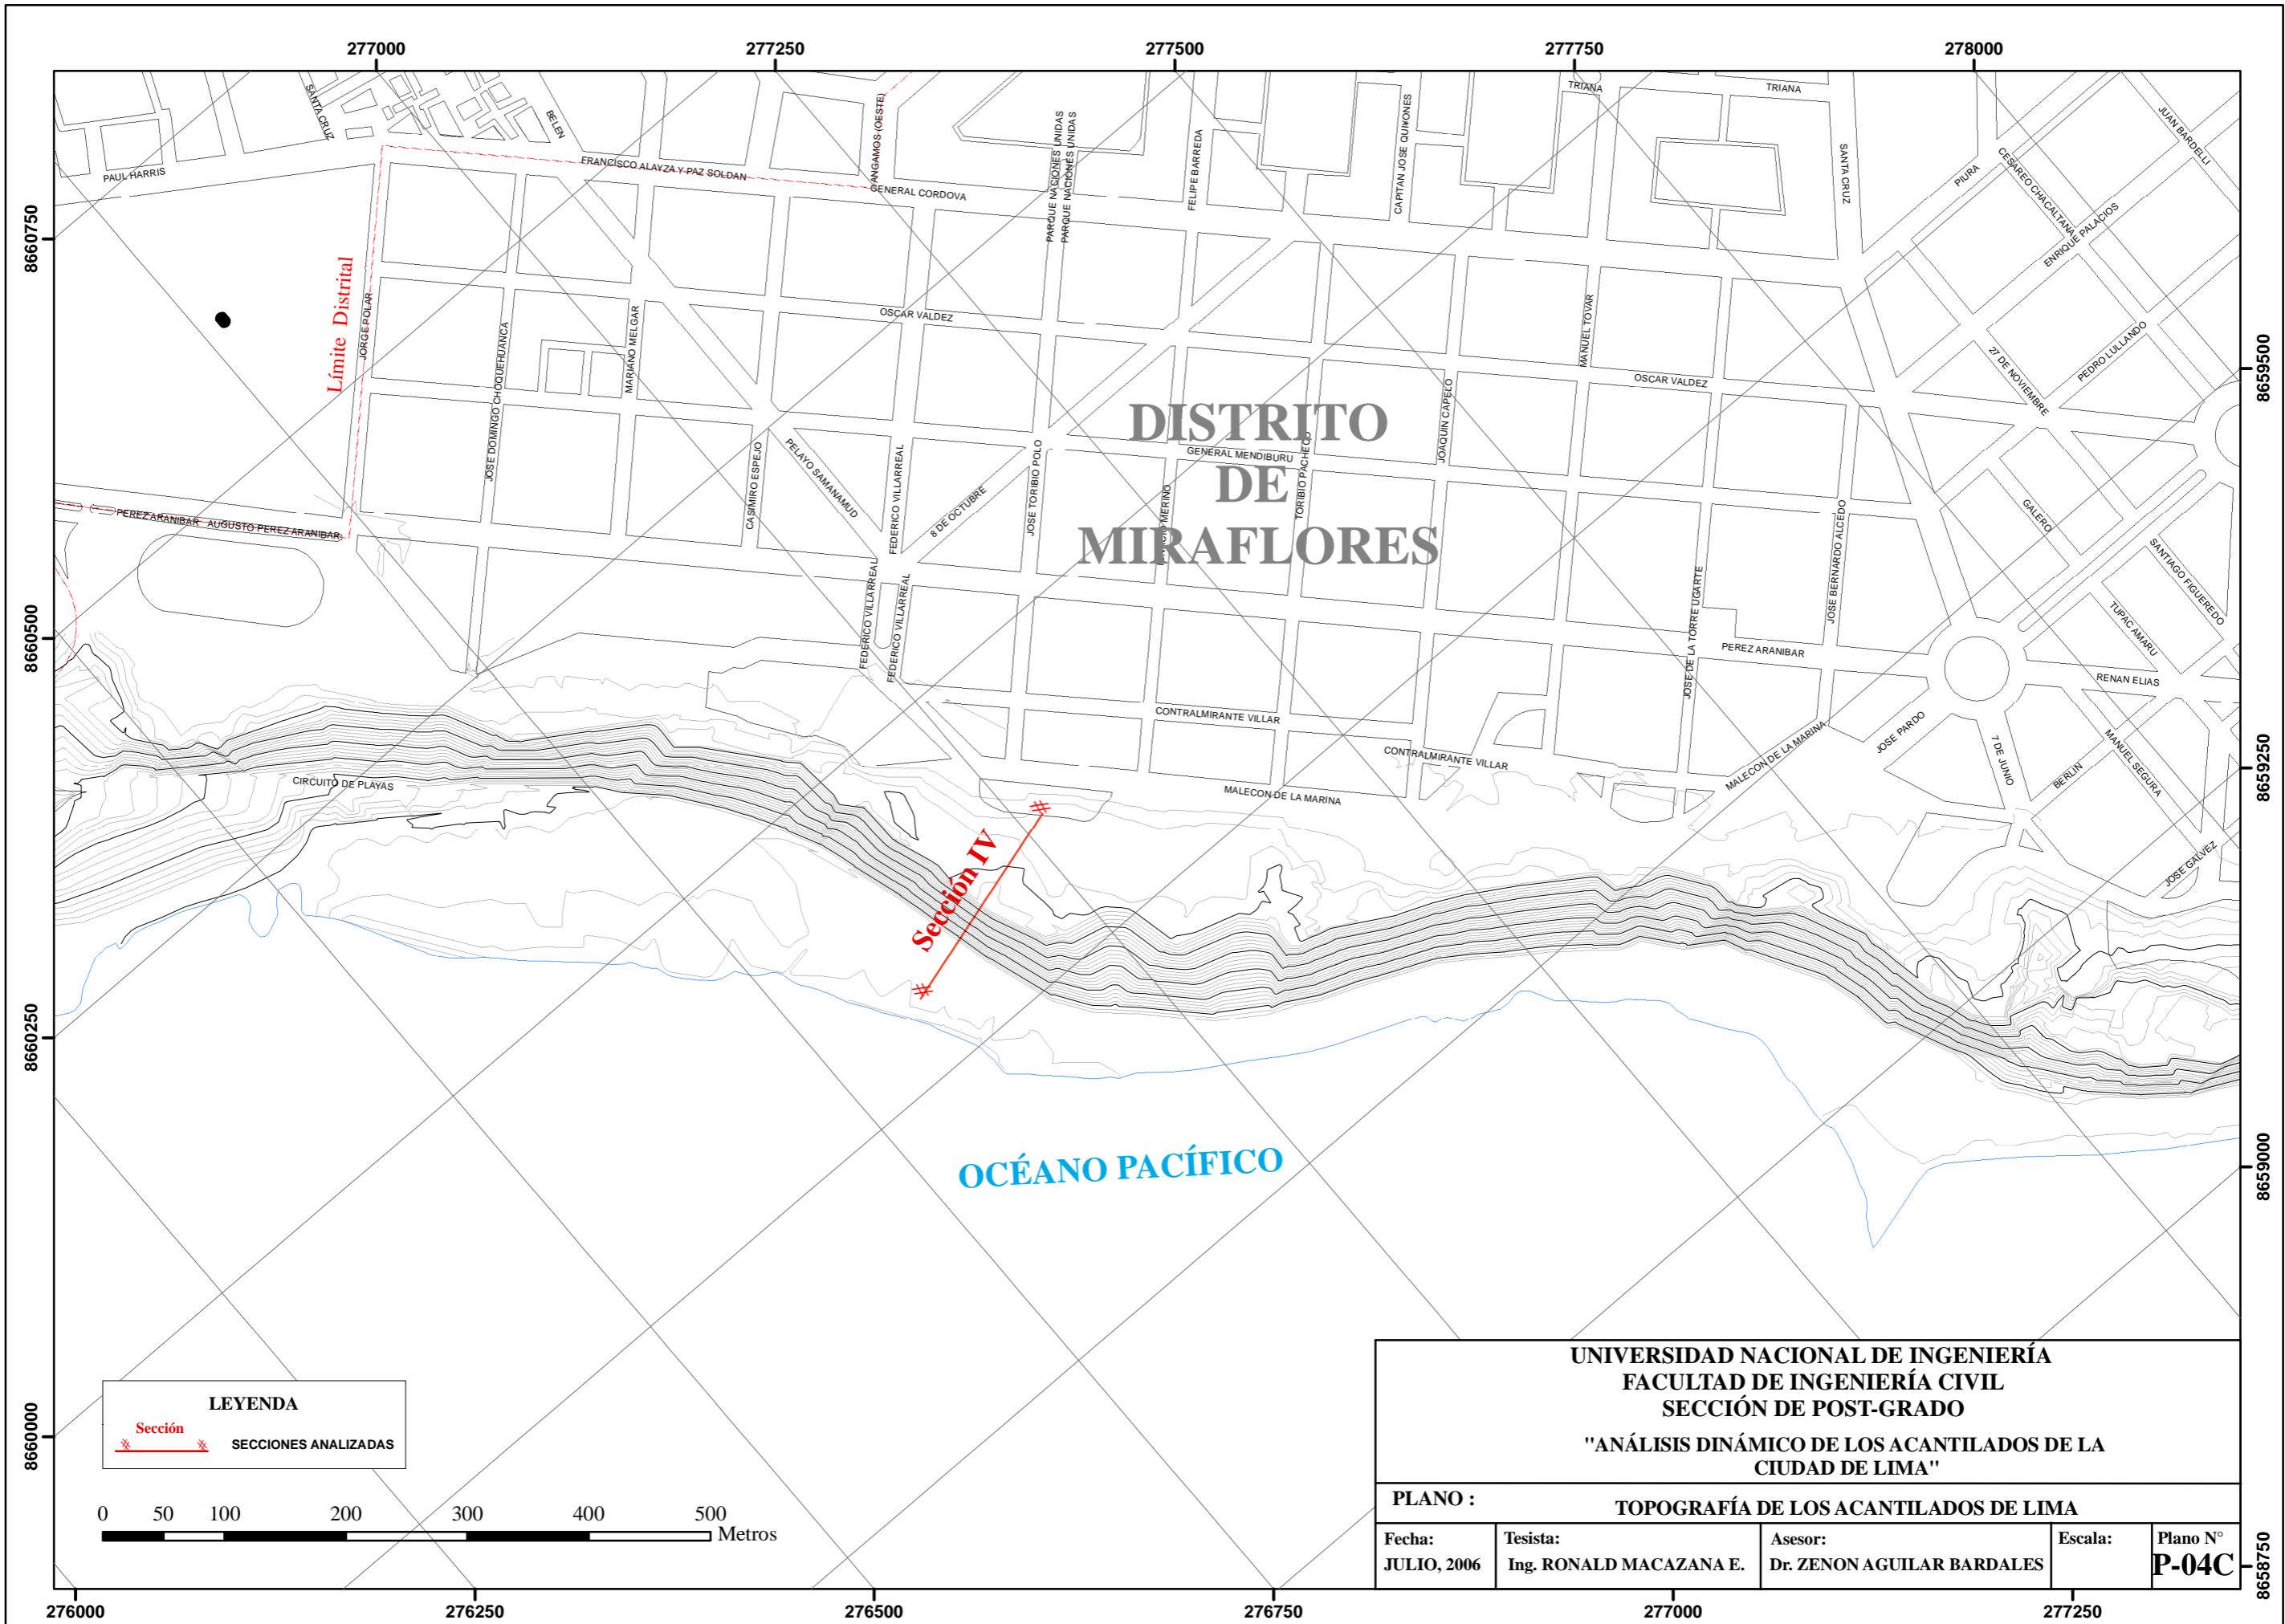 277000
277250
277500
277750
278000
SANTA CRUZ
BELEN
ANGAMOS (OESTE)
PARQUE NACIONES UNIDAS
PARQUE NACIONES UNIDAS
FELIPE BARREDA
CAPITAN JOSE QUI¥ONES
TRIANA
TRIANA
SANTA CRUZ
JUAN BARDELLI
CESAREO CHACALTANA
PIURA
ENRIQUE PALACIOS
PAUL HARRIS
FRANCISCO ALAYZA Y PAZ SOLDAN
GENERAL CORDOVA
8660750
Límite Distrital
JORGE POLAR
JOSE DOMINGO CHOQUEHUANCA
MARIANO MELGAR
OSCAR VALDEZ
MANUEL TOVAR
OSCAR VALDEZ
27 DE NOVIEMBRE
PEDRO LULLANDO
8659500
DISTRITO
DE
MIRAFLORES
JOAQUIN CAPELO
GENERAL MENDIBURU
TORIBIO PACHECO
CASIMIRO ESPEJO
PELAYO SAMANAMUD
FEDERICO VILLARREAL
8 DE OCTUBRE
JOSE TORIBIO POLO
MERINO
JOSE BERNARDO ALCEDO
GALERO
SANTIAGO FIGUEREDO
PEREZ ARANIBAR
AUGUSTO PEREZ ARANIBAR
FEDERICO VILLARREAL
FEDERICO VILLARREAL
JOSE DE LA TORRE UGARTE
PEREZ ARANIBAR
TUPAC AMARU
RENAN ELIAS
8660500
CONTRALMIRANTE VILLAR
CONTRALMIRANTE VILLAR
MALECON DE LA MARINA
JOSE PARDO
7 DE JUNIO
BERLIN
MANUEL SEGURA
8659250
CIRCUITO DE PLAYAS
MALECON DE LA MARINA
JOSE GALVEZ
Sección IV
8660250
OCÉANO PACÍFICO
8659000
LEYENDA
Sección
SECCIONES ANALIZADAS
8660000
0 50 100 200 300 400 500
Metros
UNIVERSIDAD NACIONAL DE INGENIERÍA
FACULTAD DE INGENIERÍA CIVIL
SECCIÓN DE POST-GRADO
"ANÁLISIS DINÁMICO DE LOS ACANTILADOS DE LA
CIUDAD DE LIMA"
PLANO :
TOPOGRAFÍA DE LOS ACANTILADOS DE LIMA
Fecha:
JULIO, 2006
Tesista:
Ing. RONALD MACAZANA E.
Asesor:
Dr. ZENON AGUILAR BARDALES
Escala:
Plano N°
P-04C
8658750
276000
276250
276500
276750
277000
277250